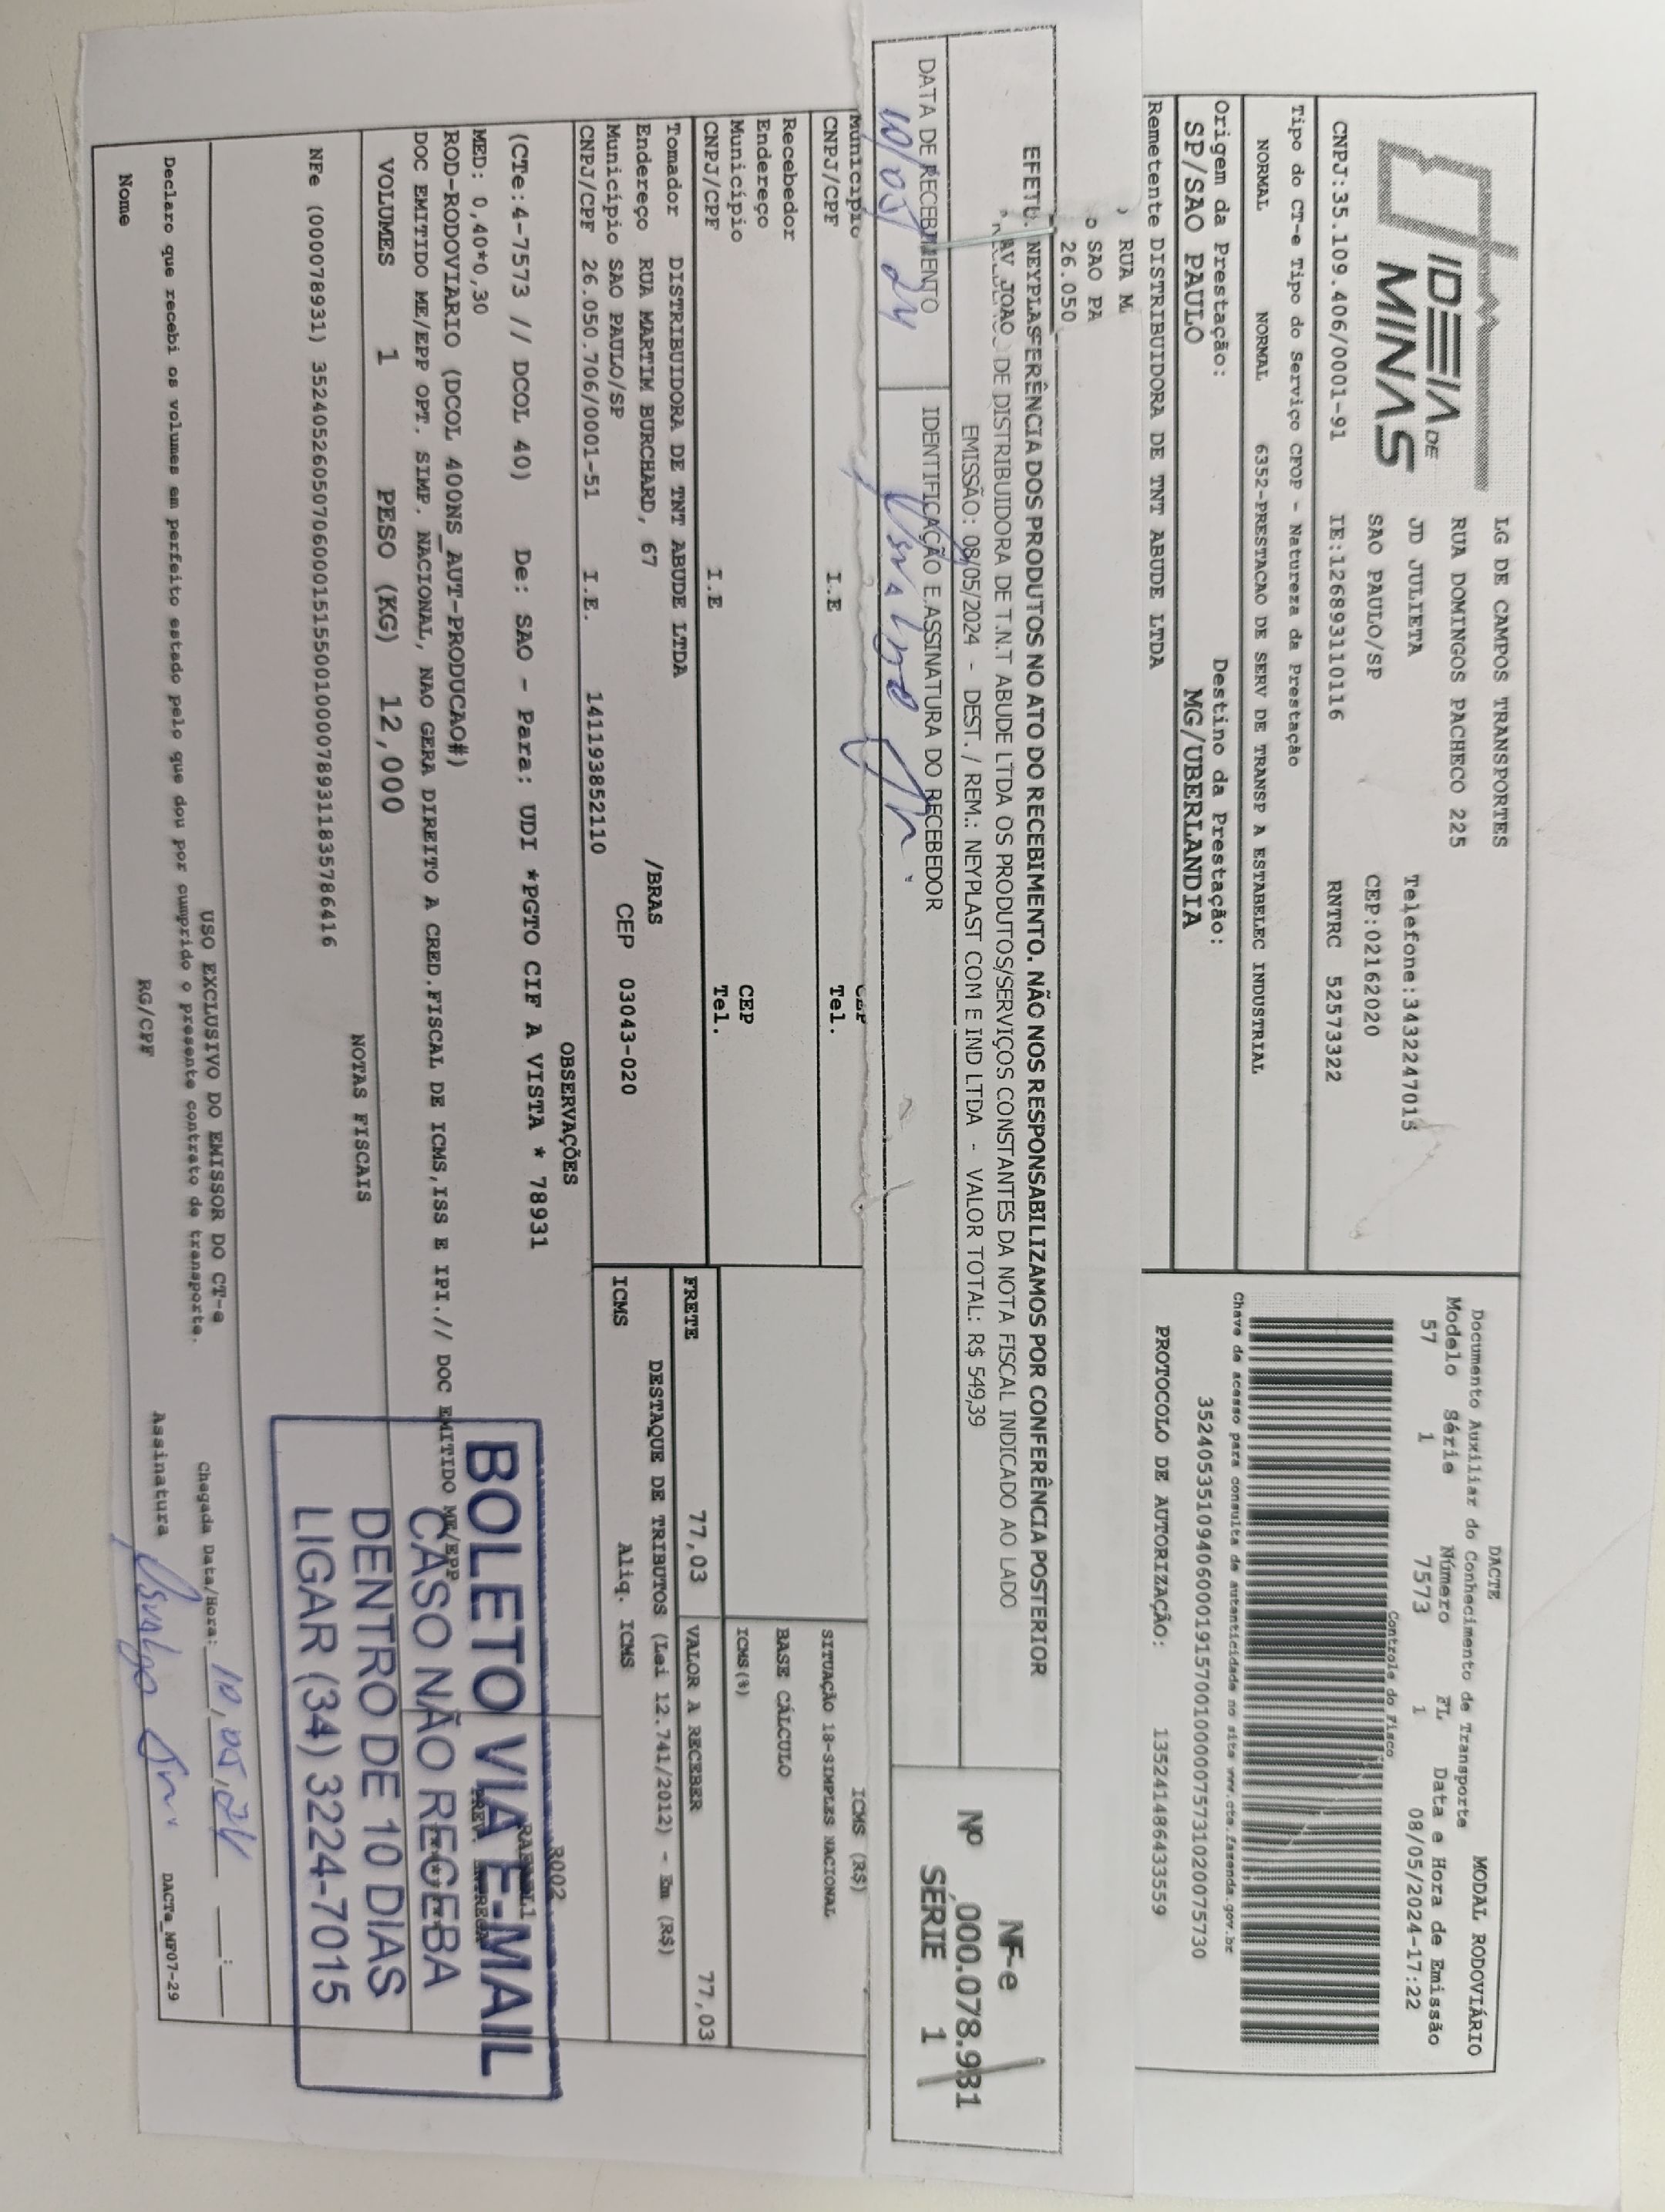 IDEIA DE
MINAS
LG DE CAMPOS TRANSPORTES
RUA DOMINGOS PACHECO 225
JD JULIETA Telefone:3432247015
SAO PAULO/SP CEP:02162020
CNPJ:35.109.406/0001-91 IE:126893110116 RNTRC 52573322
DACTE MODAL RODOVIÁRIO
Documento Auxiliar do Conhecimento de Transporte
Modelo Série Número FL Data e Hora de Emissão
57 1 7573 1 08/05/2024-17:22
Controle do Fisco
Tipo do CT-e Tipo do Serviço CFOP - Natureza da Prestação
NORMAL NORMAL 6352-PRESTACAO DE SERV DE TRANSP A ESTABELEC INDUSTRIAL
Chave de acesso para consulta de autenticidade no site www.cte.fazenda.gov.br
35240535109406000191570010000075731020075730
Origem da Prestação: Destino da Prestação:
SP/SAO PAULO MG/UBERLANDIA
PROTOCOLO DE AUTORIZAÇÃO: 135241486433559
Remetente DISTRIBUIDORA DE TNT ABUDE LTDA
RUA M
SAO PA
26.050
EFETU NEYPLAS FERÊNCIA DOS PRODUTOS NO ATO DO RECEBIMENTO. NÃO NOS RESPONSABILIZAMOS POR CONFERÊNCIA POSTERIOR
AV JOAO DE DISTRIBUIDORA DE T.N.T ABUDE LTDA OS PRODUTOS/SERVIÇOS CONSTANTES DA NOTA FISCAL INDICADO AO LADO
EMISSÃO: 08/05/2024 - DEST. / REM.: NEYPLAST COM E IND LTDA - VALOR TOTAL: R$ 549,39
NF-e
Nº 000.078.931
SÉRIE 1
DATA DE RECEBIMENTO IDENTIFICAÇÃO E ASSINATURA DO RECEBEDOR
10/05/24
Município CEP
CNPJ/CPF I.E Tel.
Recebedor
Endereço
Município CEP
CNPJ/CPF I.E Tel.
ICMS (R$)
SITUAÇÃO 18-SIMPLES NACIONAL
BASE CÁLCULO
ICMS(%)
Tomador DISTRIBUIDORA DE TNT ABUDE LTDA
Endereço RUA MARTIM BURCHARD, 67 /BRAS
Município SAO PAULO/SP CEP 03043-020
CNPJ/CPF 26.050.706/0001-51 I.E. 141193852110
FRETE 77,03 VALOR A RECEBER 77,03
DESTAQUE DE TRIBUTOS (Lei 12.741/2012) - Em (R$)
ICMS Aliq. ICMS
OBSERVAÇÕES
(CTe:4-7573 // DCOL 40) De: SAO - Para: UDI *PGTO CIF A VISTA * 78931
R002
MED: 0,40*0,30
ROD-RODOVIARIO (DCOL 400NS_AUT-PRODUCAO#)
DOC EMITIDO ME/EPP OPT. SIMP. NACIONAL, NAO GERA DIREITO A CRED.FISCAL DE ICMS,ISS E IPI.// DOC EMITIDO ME/EPP
VOLUMES 1 PESO (KG) 12,000
NOTAS FISCAIS
NFe (000078931) 35240526050706000151550010000789311835786416
BOLETO VIA E-MAIL
CASO NÃO RECEBA
DENTRO DE 10 DIAS
LIGAR (34) 3224-7015
USO EXCLUSIVO DO EMISSOR DO CT-e
Declaro que recebi os volumes em perfeito estado pelo que dou por cumprido o presente contrato de transporte.
Chegada Data/Hora: 10,05,24
Nome RG/CPF Assinatura
DACTe_MF07-29